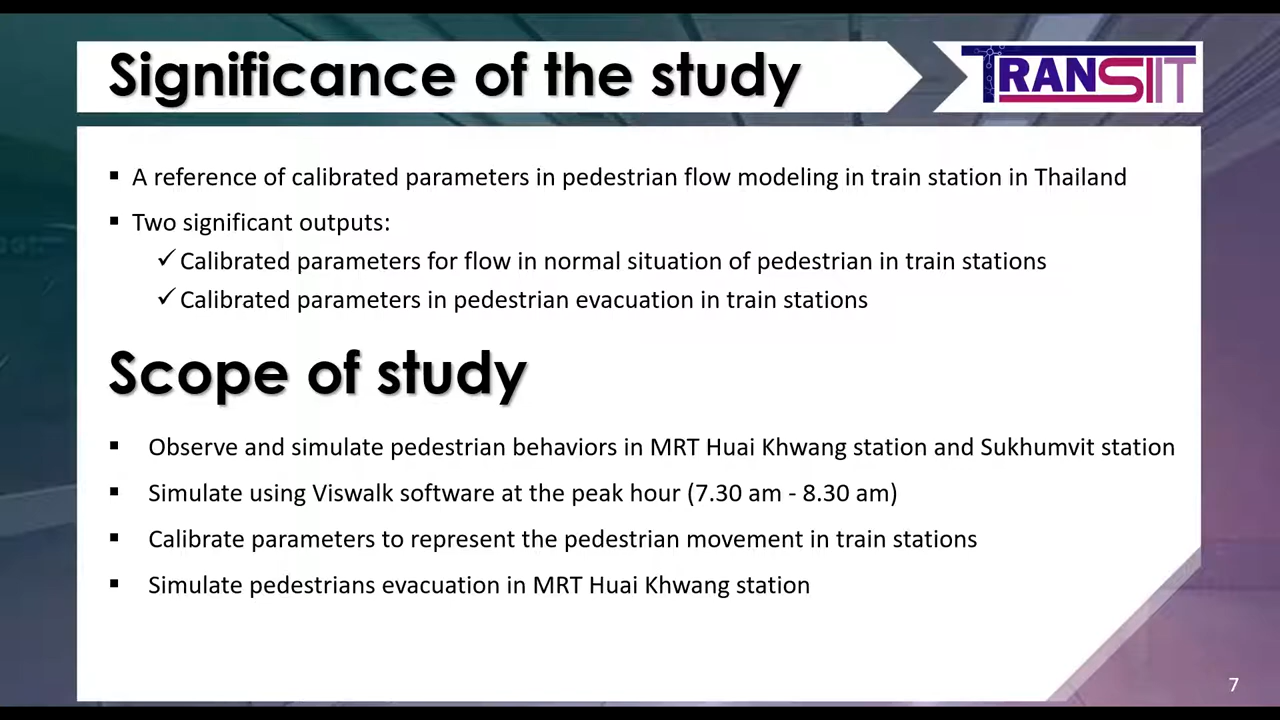 Significance of the study
TRANSIIT
▪ A reference of calibrated parameters in pedestrian flow modeling in train station in Thailand
▪ Two significant outputs:
✓ Calibrated parameters for flow in normal situation of pedestrian in train stations
✓ Calibrated parameters in pedestrian evacuation in train stations
Scope of study
▪ Observe and simulate pedestrian behaviors in MRT Huai Khwang station and Sukhumvit station
▪ Simulate using Viswalk software at the peak hour (7.30 am - 8.30 am)
▪ Calibrate parameters to represent the pedestrian movement in train stations
▪ Simulate pedestrians evacuation in MRT Huai Khwang station
7